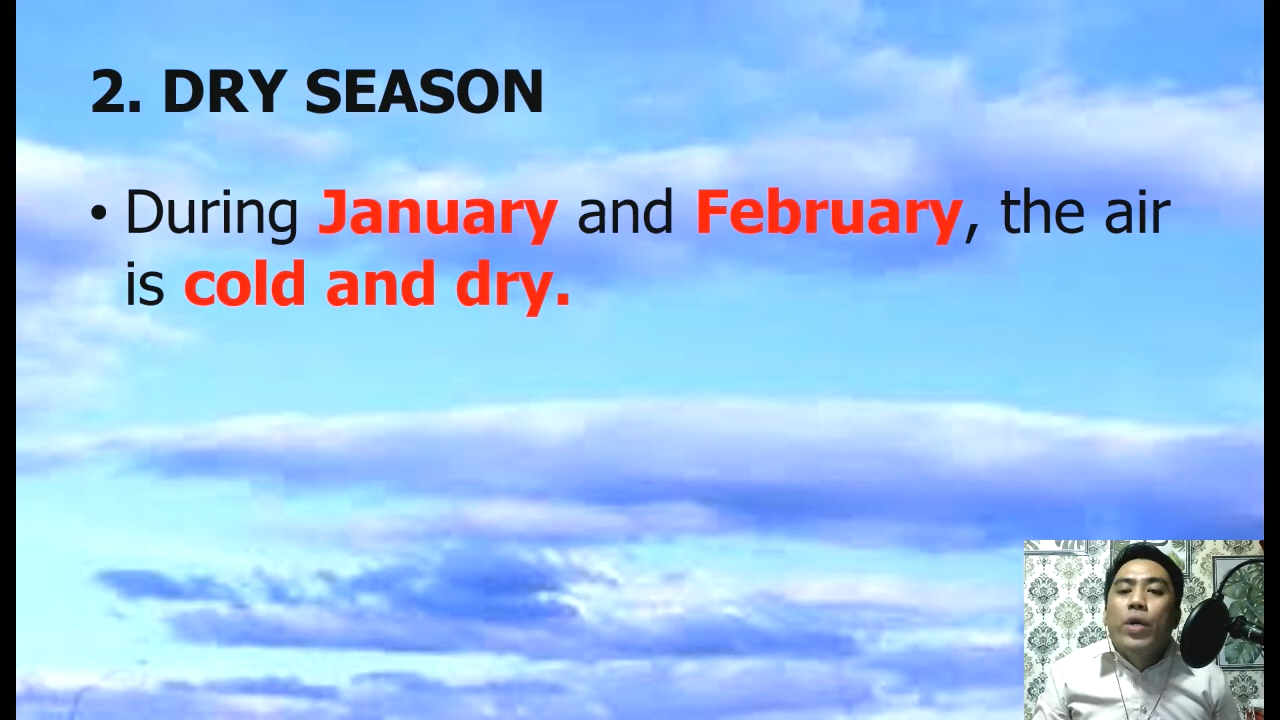 2. DRY SEASON
• During January and February, the air
is cold and dry.